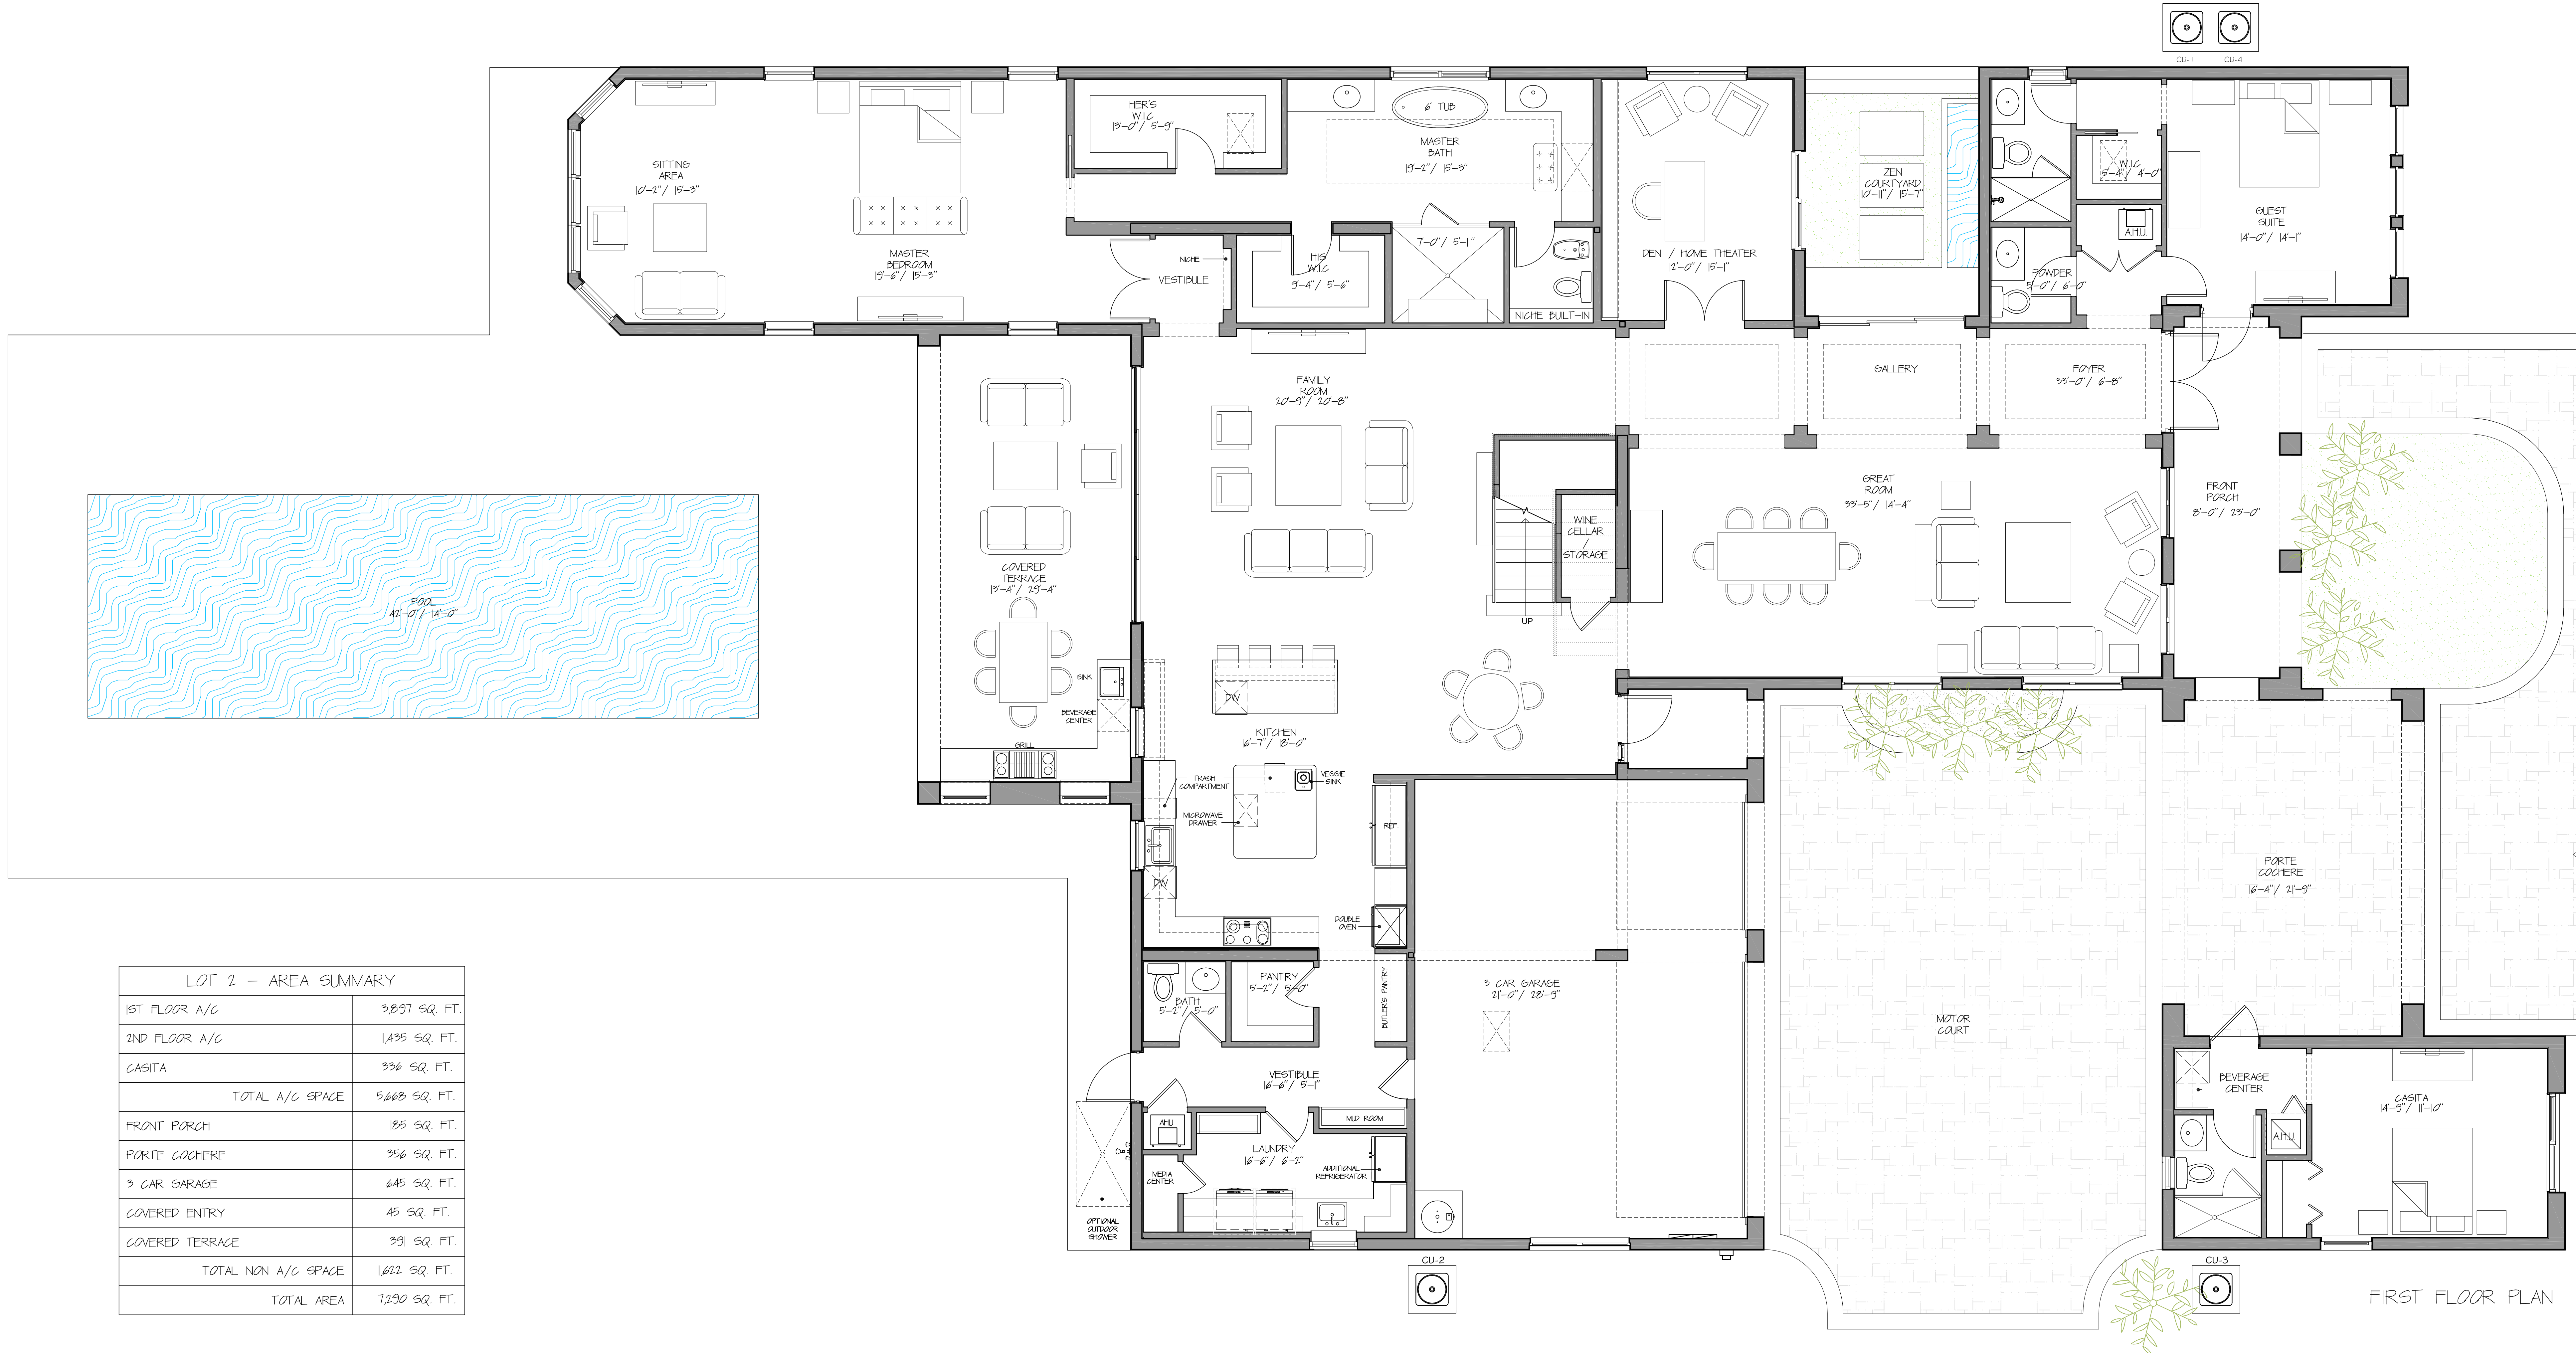 CU-1
CU-4
HER'S
W.I.C
13'-0"/ 5'-9"
6' TUB
MASTER
BATH
19'-2"/ 15'-3"
SITTING
AREA
10'-2"/ 15'-3"
MASTER
BEDROOM
19'-6"/ 15'-3"
NICHE
VESTIBULE
HIS
W.I.C
9'-4"/ 5'-6"
7'-0"/ 5'-11"
NICHE BUILT-IN
DEN / HOME THEATER
12'-0"/ 15'-1"
ZEN
COURTYARD
10'-11"/ 15'-7"
W.I.C
5'-4"/ 4'-0"
A.H.U.
GUEST
SUITE
14'-0"/ 14'-1"
POWDER
5'-0"/ 6'-0"
FAMILY
ROOM
20'-9"/ 20'-8"
GALLERY
FOYER
33'-0"/ 6'-8"
GREAT
ROOM
33'-5"/ 14'-4"
FRONT
PORCH
8'-0"/ 23'-0"
WINE
CELLAR
/
STORAGE
UP
COVERED
TERRACE
13'-4"/ 29'-4"
POOL
42'-0"/ 14'-0"
SINK
BEVERAGE
CENTER
GRILL
DW
KITCHEN
16'-7"/ 18'-0"
TRASH
COMPARTMENT
VEGGIE
SINK
MICROWAVE
DRAWER
REF.
DW
DOUBLE
OVEN
PORTE
COCHERE
16'-4"/ 21'-9"
PANTRY
5'-2"/ 5'-0"
BATH
5'-2"/ 5'-0"
BUTLER'S PANTRY
3 CAR GARAGE
21'-0"/ 28'-9"
MOTOR
COURT
VESTIBULE
16'-6"/ 5'-1"
MUD ROOM
AHU
LAUNDRY
16'-6"/ 6'-2"
MEDIA
CENTER
ADDITIONAL
REFRIGERATOR
OPTIONAL
OUTDOOR
SHOWER
BEVERAGE
CENTER
CASITA
14'-9"/ 11'-10"
A.H.U.
CU-2
CU-3
FIRST FLOOR PLAN
LOT 2 - AREA SUMMARY
1ST FLOOR A/C 3,897 SQ. FT.
2ND FLOOR A/C 1,435 SQ. FT.
CASITA 336 SQ. FT.
TOTAL A/C SPACE 5,668 SQ. FT.
FRONT PORCH 185 SQ. FT.
PORTE COCHERE 356 SQ. FT.
3 CAR GARAGE 645 SQ. FT.
COVERED ENTRY 45 SQ. FT.
COVERED TERRACE 391 SQ. FT.
TOTAL NON A/C SPACE 1,622 SQ. FT.
TOTAL AREA 7,290 SQ. FT.